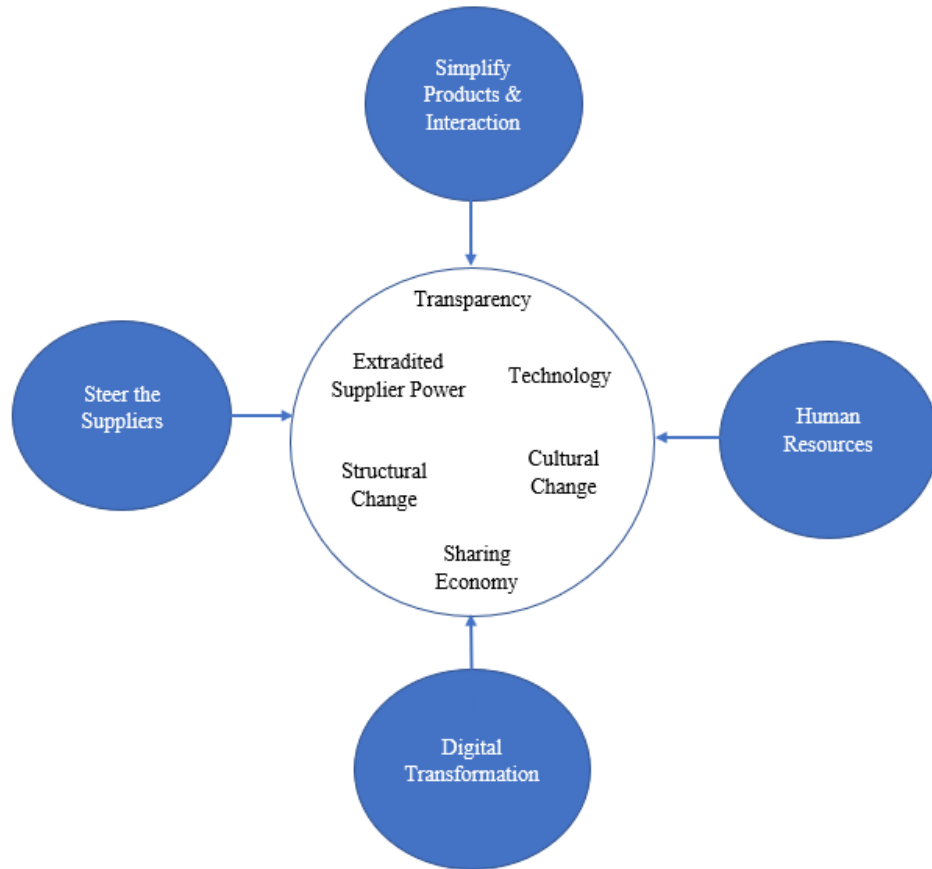 Simplify
Products &
Interaction
Transparency
Extradited
Supplier Power
Technology
Steer the
Suppliers
Human
Resources
Structural
Change
Cultural
Change
Sharing
Economy
Digital
Transformation